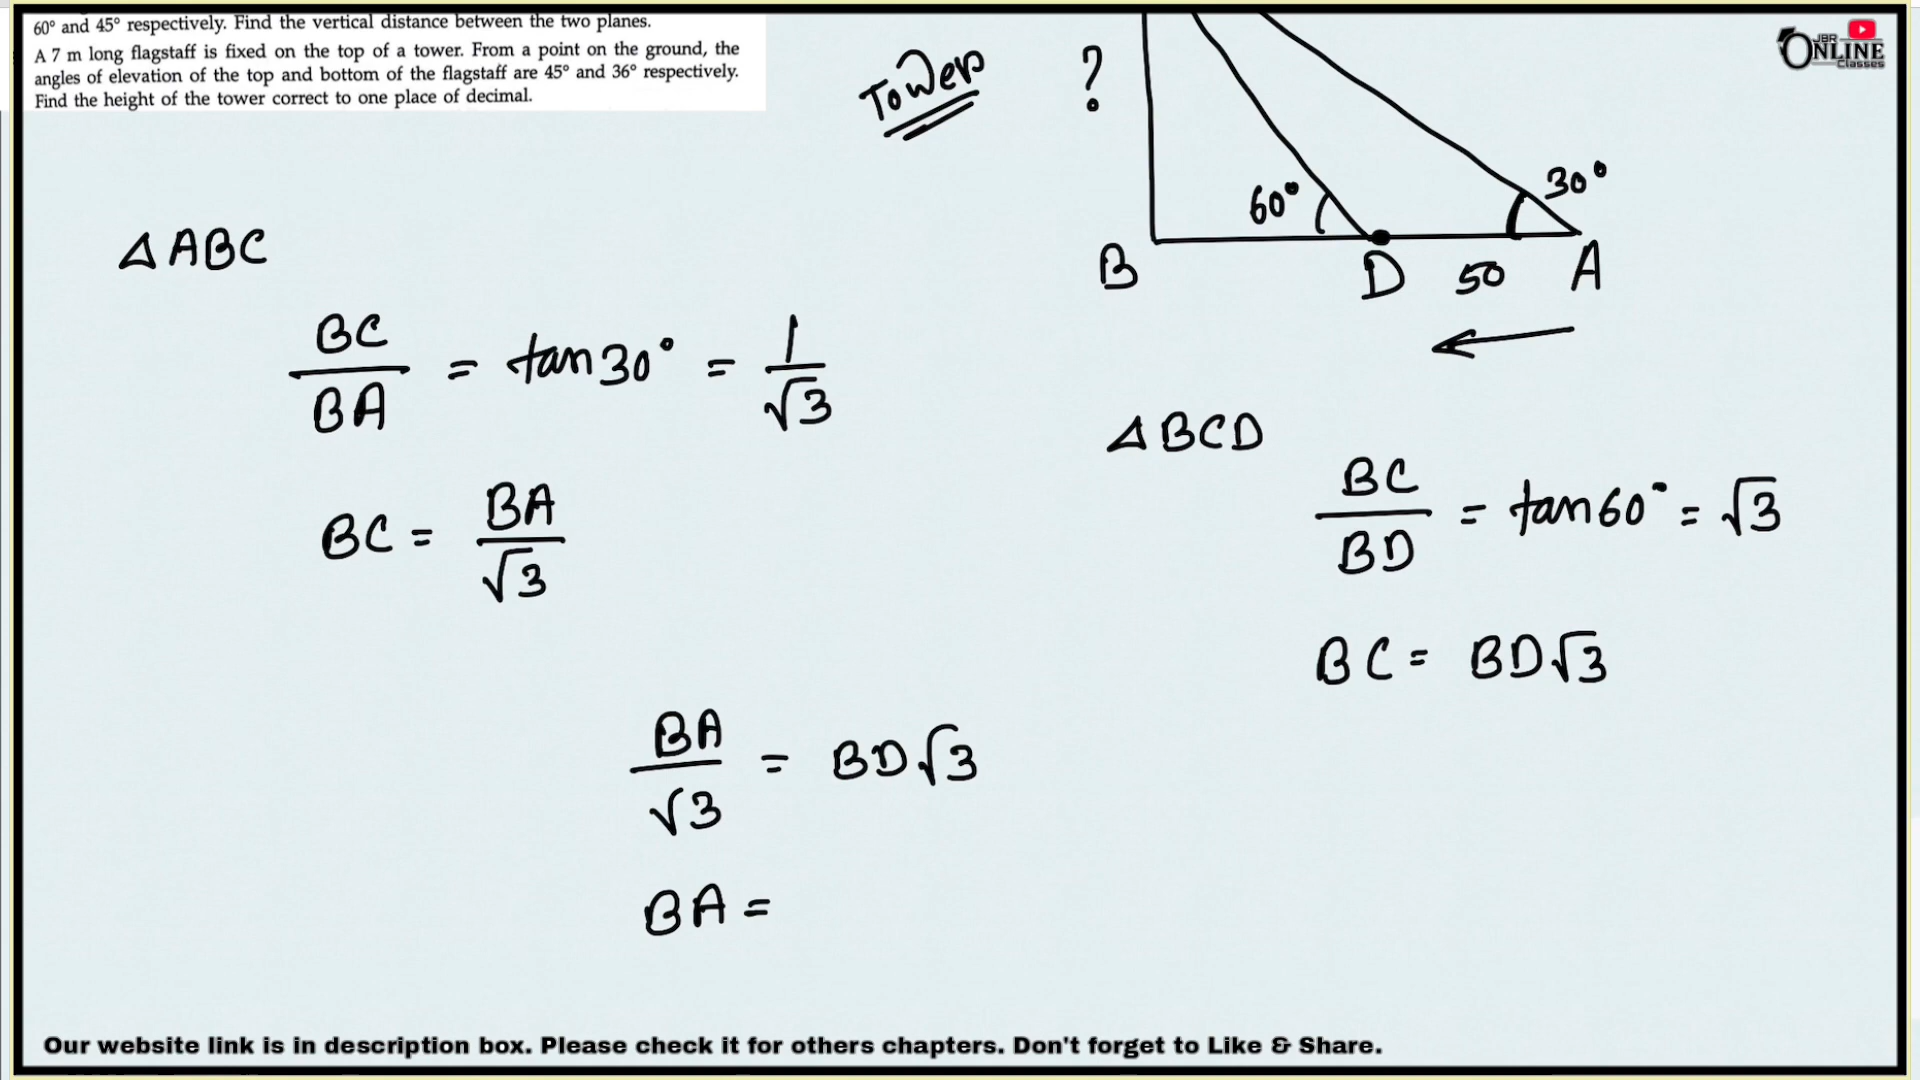 60° and 45° respectively. Find the vertical distance between the two planes.
A 7 m long flagstaff is fixed on the top of a tower. From a point on the ground, the
angles of elevation of the top and bottom of the flagstaff are 45° and 36° respectively.
Find the height of the tower correct to one place of decimal.
JBR
ONLINE
Classes
Tower
?
60°
30°
B D 50 A
△ABC
BC/BA = tan30° = 1/√3
BC = BA/√3
△BCD
BC/BD = tan60° = √3
BC = BD√3
BA/√3 = BD√3
BA =
Our website link is in description box. Please check it for others chapters. Don't forget to Like & Share.